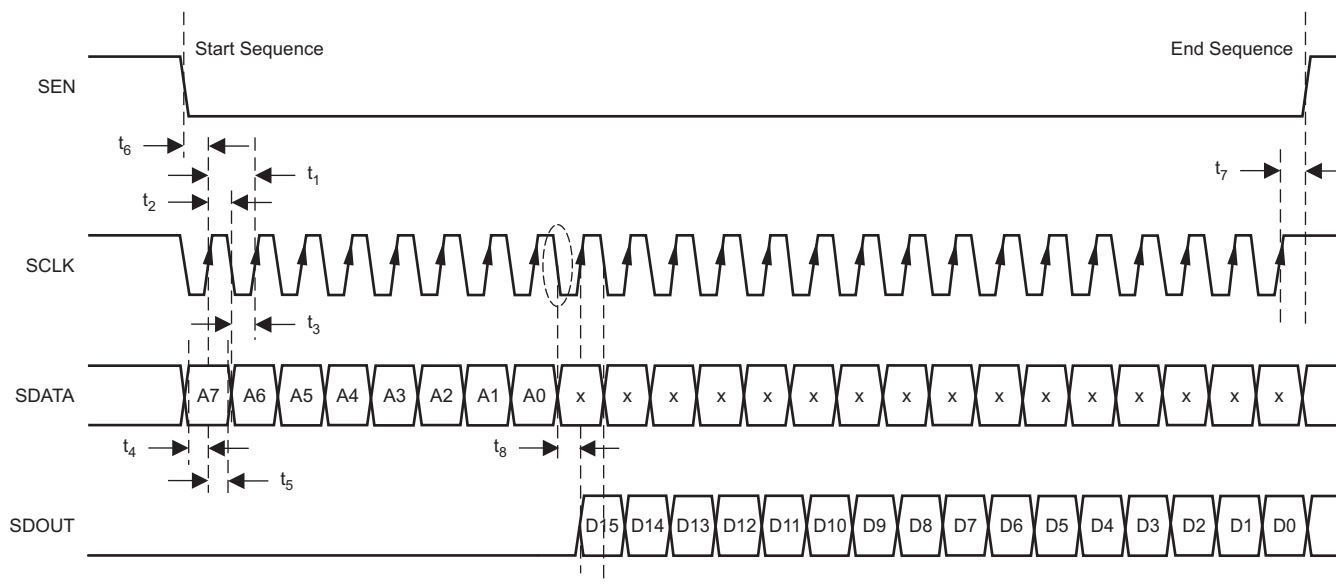 Start Sequence
End Sequence
SEN
t6
t1
t7
t2
SCLK
t3
SDATA
A7 A6 A5 A4 A3 A2 A1 A0 x x x x x x x x x x x x x x x x
t4
t8
t5
SDOUT
D15 D14 D13 D12 D11 D10 D9 D8 D7 D6 D5 D4 D3 D2 D1 D0